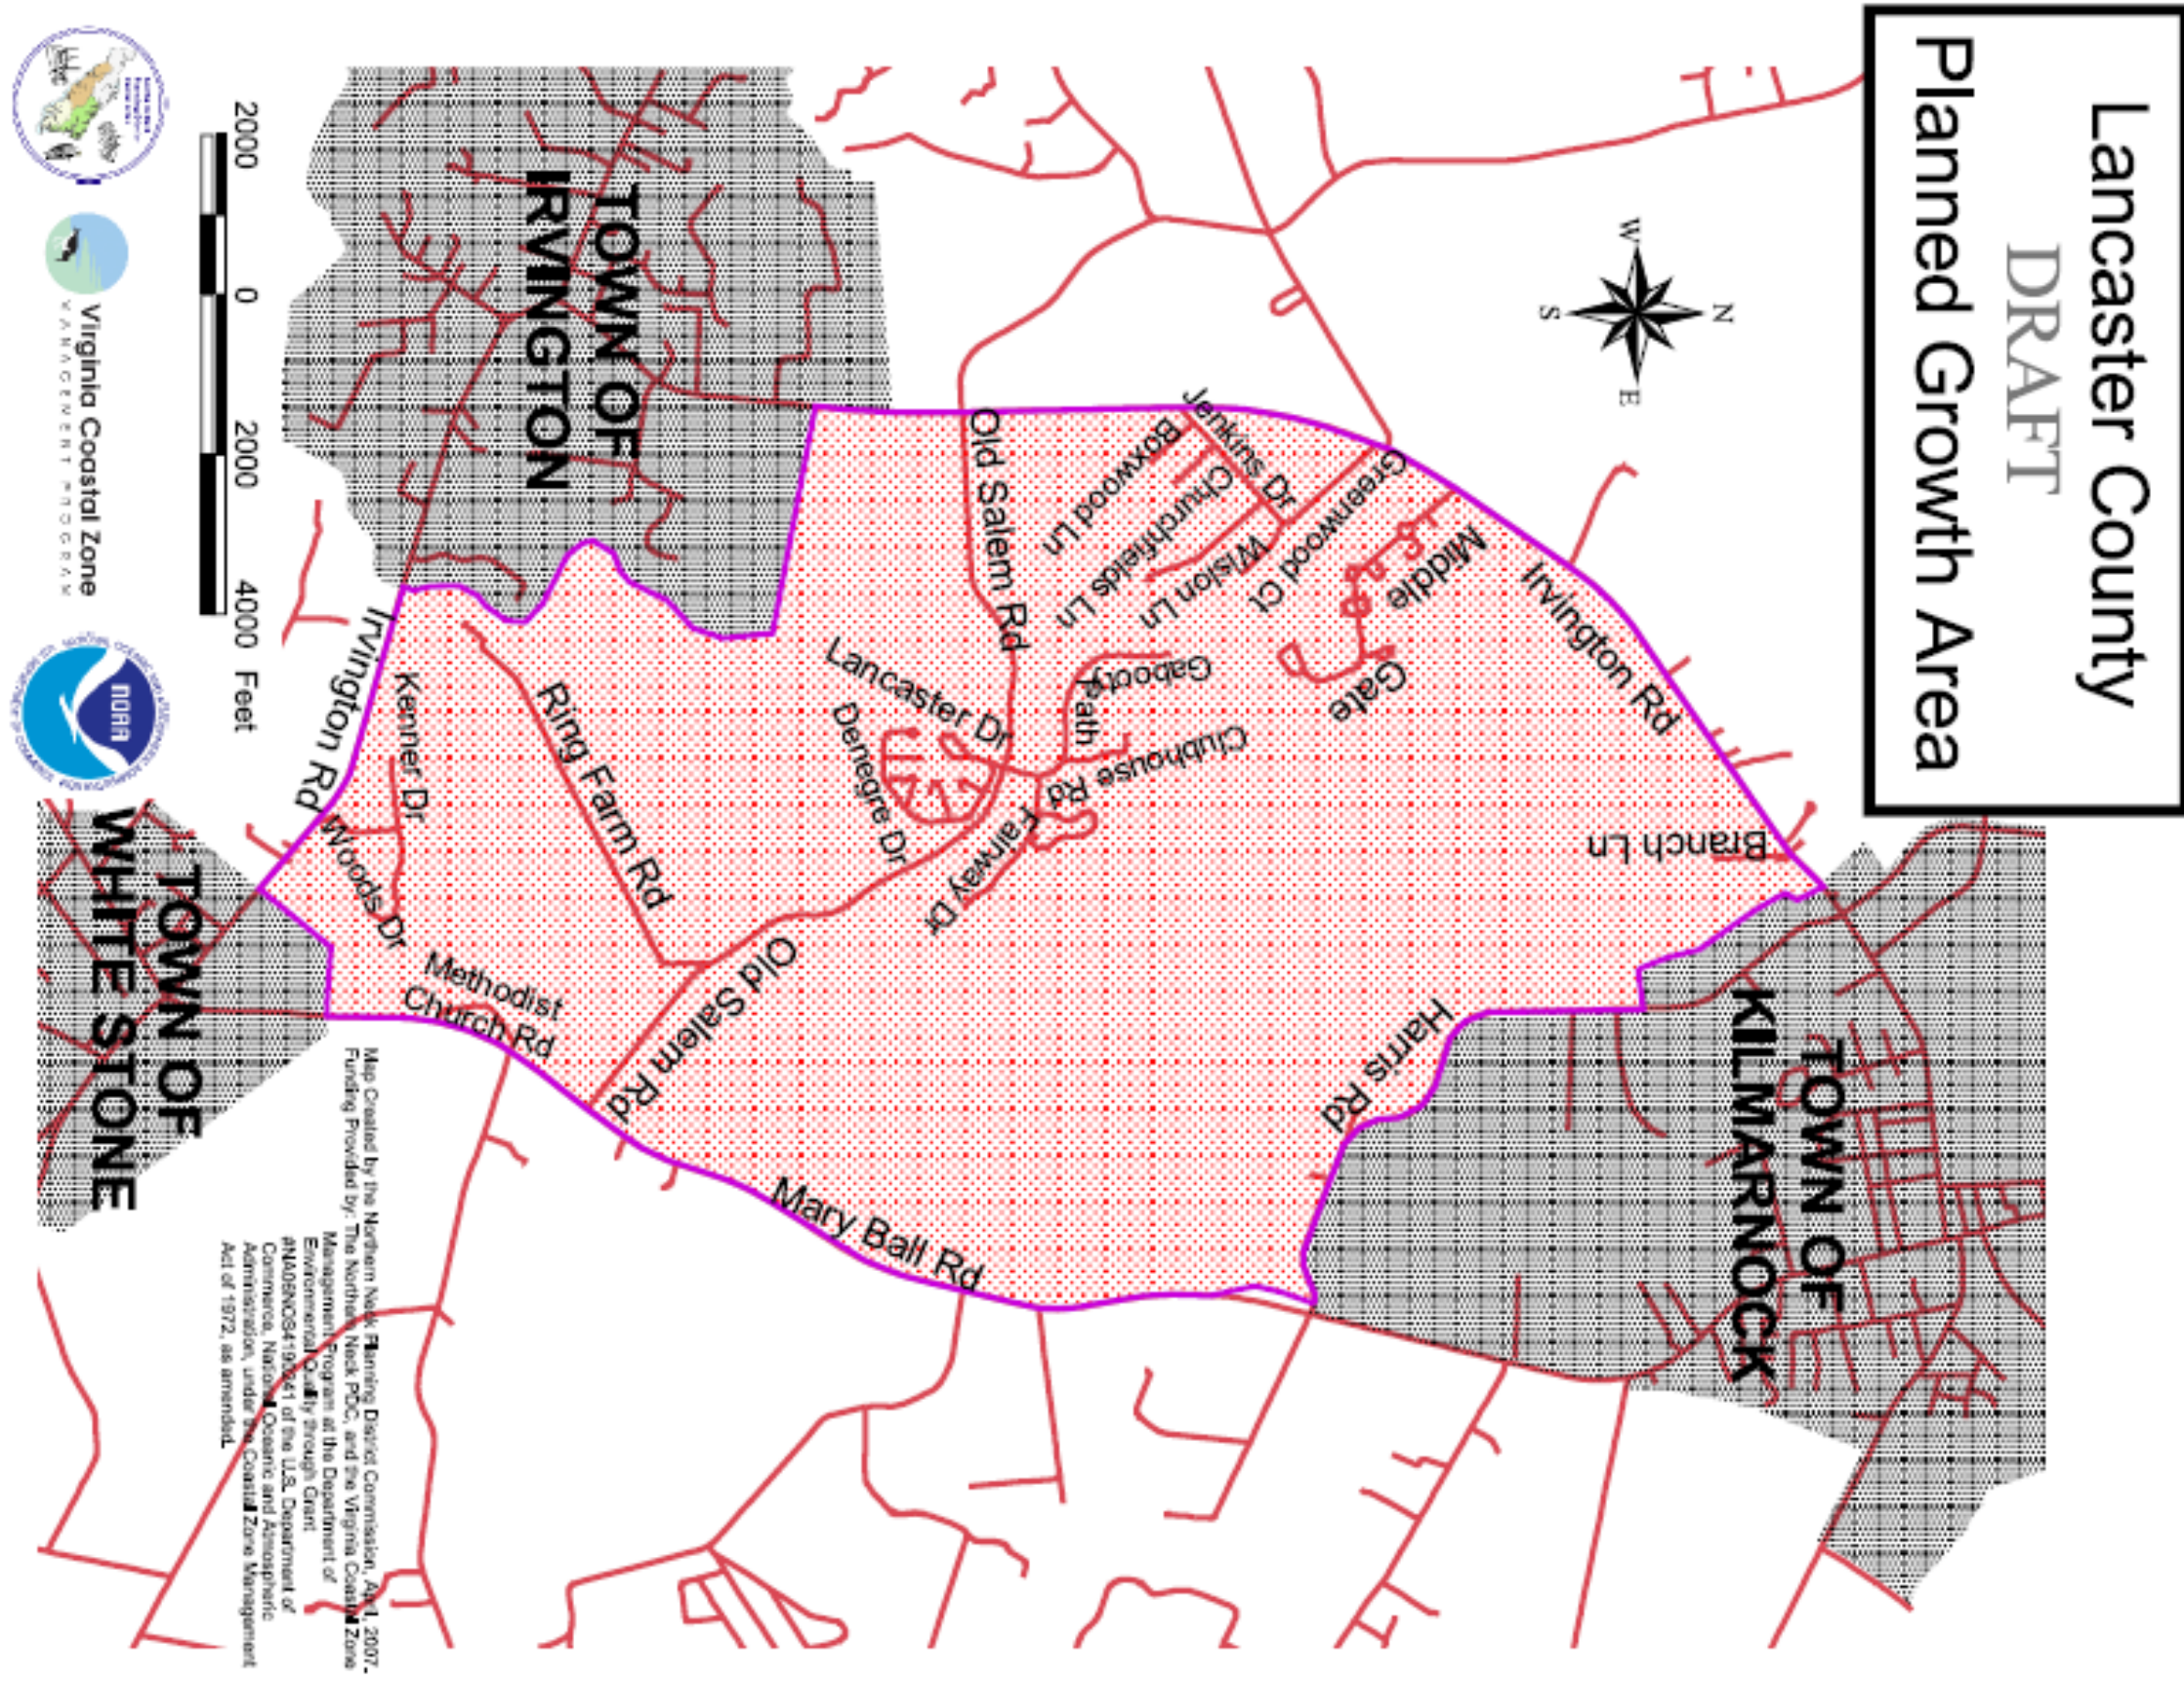 Lancaster County
DRAFT
Planned Growth Area
N
W
E
S
TOWN OF
KILMARNOCK
TOWN OF
IRVINGTON
TOWN OF
WHITE STONE
Irvington Rd
Branch Ln
Middle
Gate
Greenwood Ct
Jenkins Dr
Wislon Ln
Churchfields Ln
Boxwood Ln
Old Salem Rd
Gabooty
Path
Clubhouse Rd
Lancaster Dr
Denegre Dr
Fairway Dr
Harris Rd
Ring Farm Rd
Old Salem Rd
Mary Ball Rd
Methodist
Church Rd
Kenner Dr
Woods Dr
Irvington Rd
2000 0 2000 4000 Feet
Virginia Coastal Zone
MANAGEMENT PROGRAM
NOAA
Map Created by the Northern Neck Planning District Commission, April, 2007.
Funding Provided by: The Northern Neck PDC, and the Virginia Coastal Zone
Management Program at the Department of
Environmental Quality through Grant
of the U.S. Department of
Commerce, National Oceanic and Atmospheric
Administration, under the Coastal Zone Management
Act of 1972, as amended.